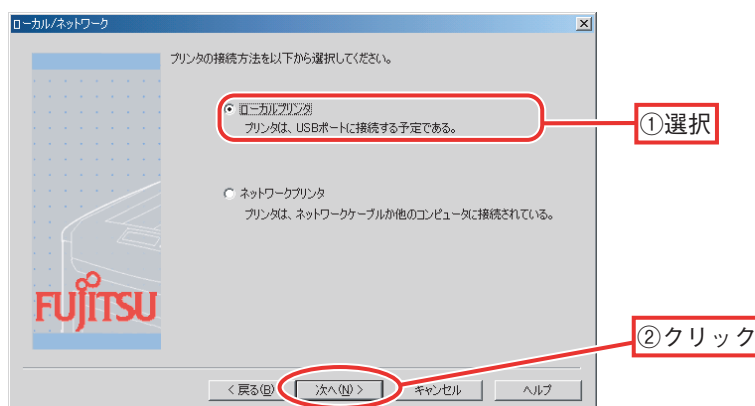 ローカル/ネットワーク
プリンタの接続方法を以下から選択してください。
ローカルプリンタ
プリンタは、USBポートに接続する予定である。
①選択
ネットワークプリンタ
プリンタは、ネットワークケーブルか他のコンピュータに接続されている。
FUJITSU
②クリック
< 戻る(B) 次へ(N) > キャンセル ヘルプ